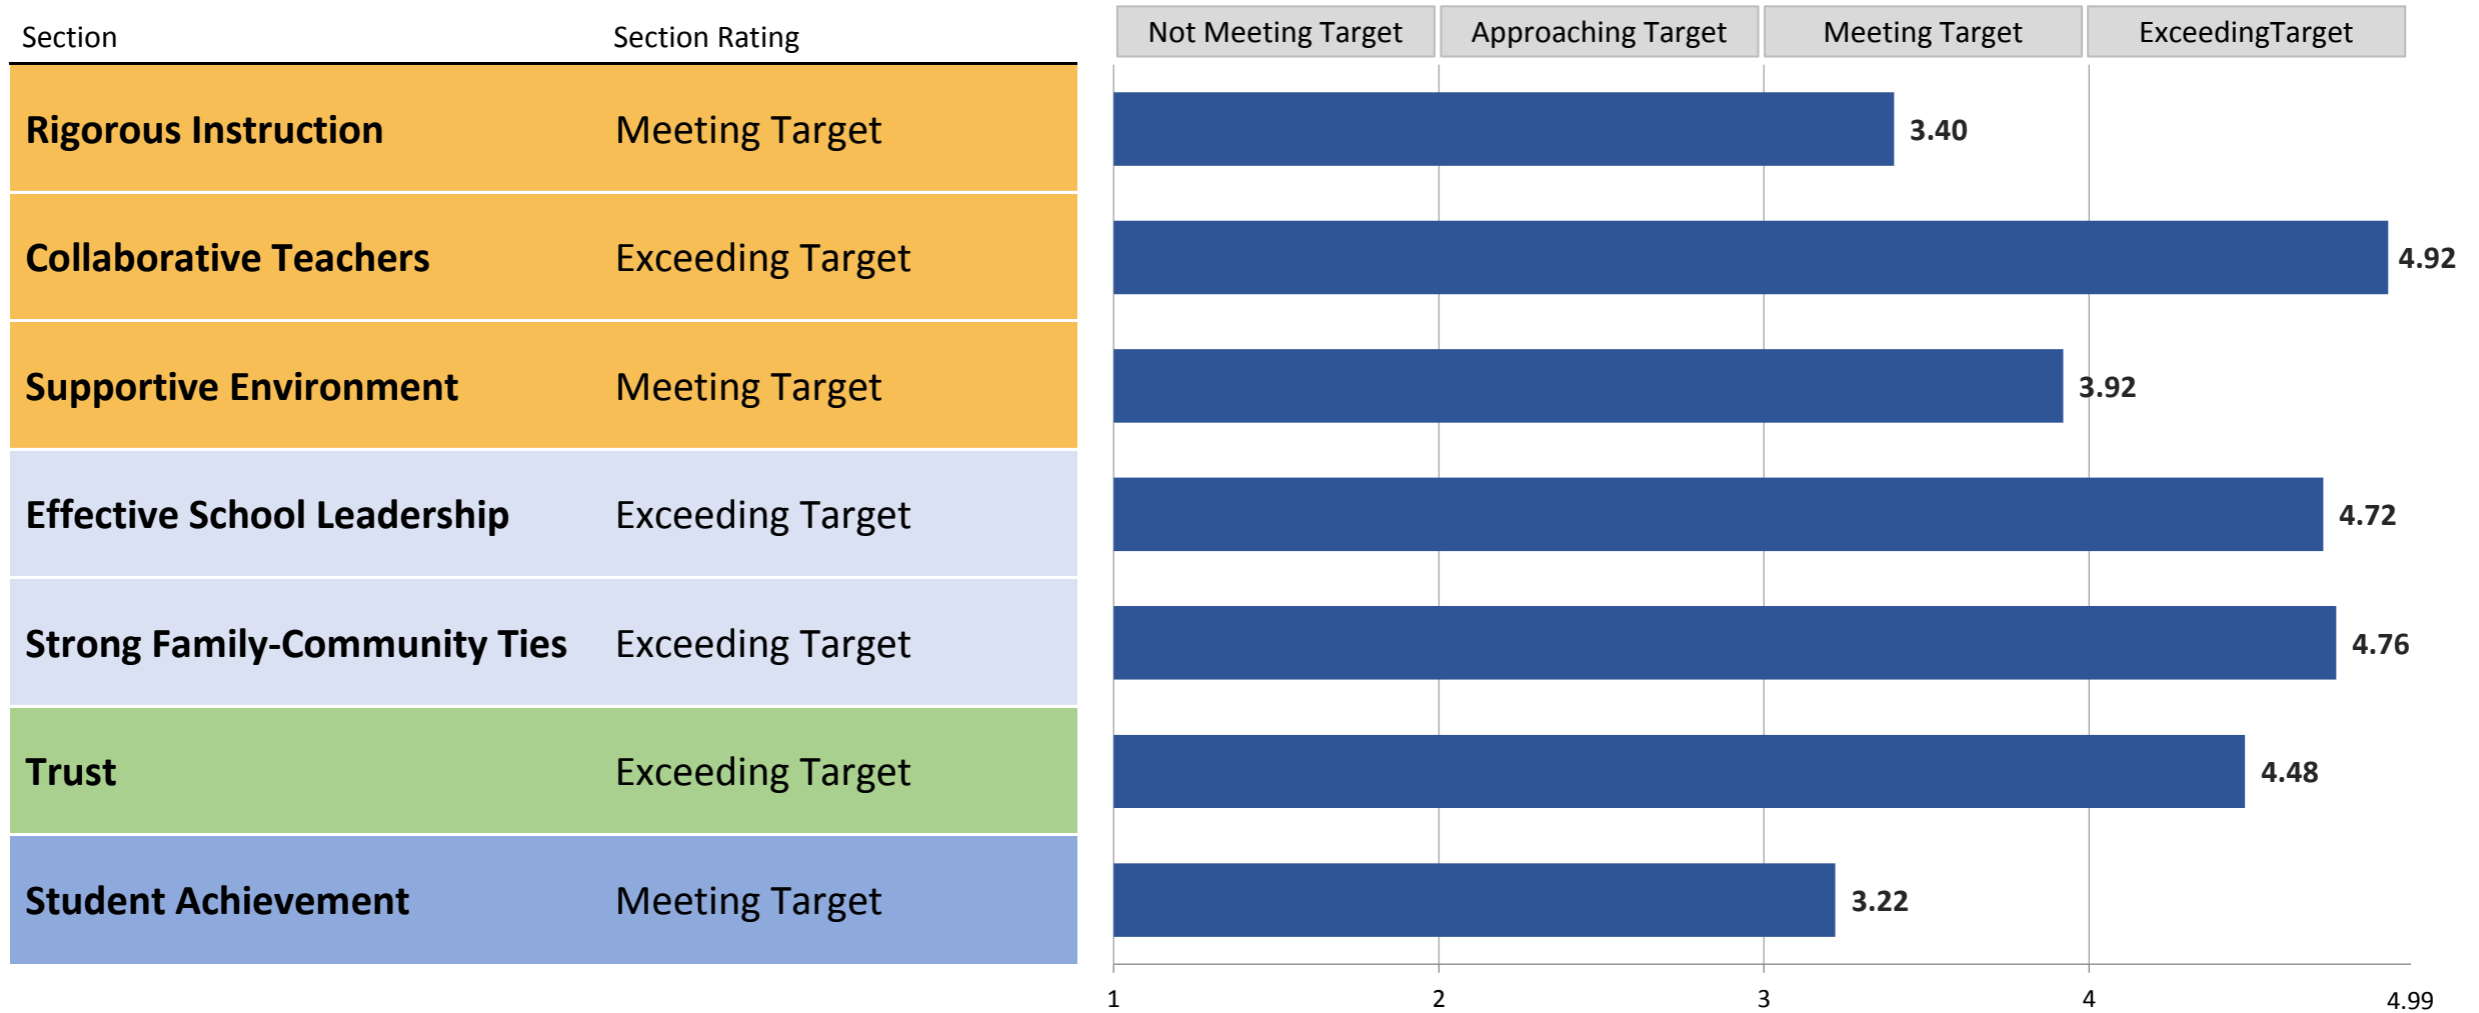 Section Section Rating Not Meeting Target Approaching Target Meeting Target ExceedingTarget
Rigorous Instruction Meeting Target 3.40
Collaborative Teachers Exceeding Target 4.92
Supportive Environment Meeting Target 3.92
Effective School Leadership Exceeding Target 4.72
Strong Family-Community Ties Exceeding Target 4.76
Trust Exceeding Target 4.48
Student Achievement Meeting Target 3.22
1 2 3 4 4.99